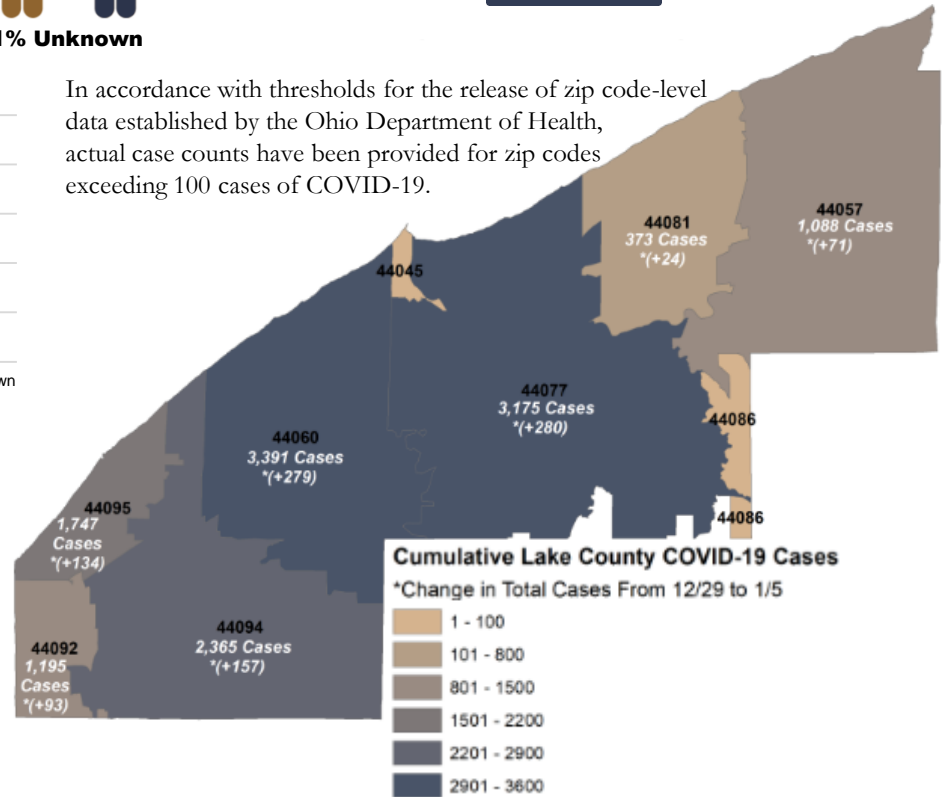 1% Unknown
In accordance with thresholds for the release of zip code-level
data established by the Ohio Department of Health,
actual case counts have been provided for zip codes
exceeding 100 cases of COVID-19.
44057
1,088 Cases
*(+71)
44081
373 Cases
*(+24)
44045
wn
44077
3,175 Cases
*(+280)
44086
44060
3,391 Cases
*(+279)
44095
1,747
Cases
*(+134)
44086
44094
2,365 Cases
*(+157)
44092
1,195
Cases
*(+93)
Cumulative Lake County COVID-19 Cases
*Change in Total Cases From 12/29 to 1/5
1 - 100
101 - 800
801 - 1500
1501 - 2200
2201 - 2900
2901 - 3600